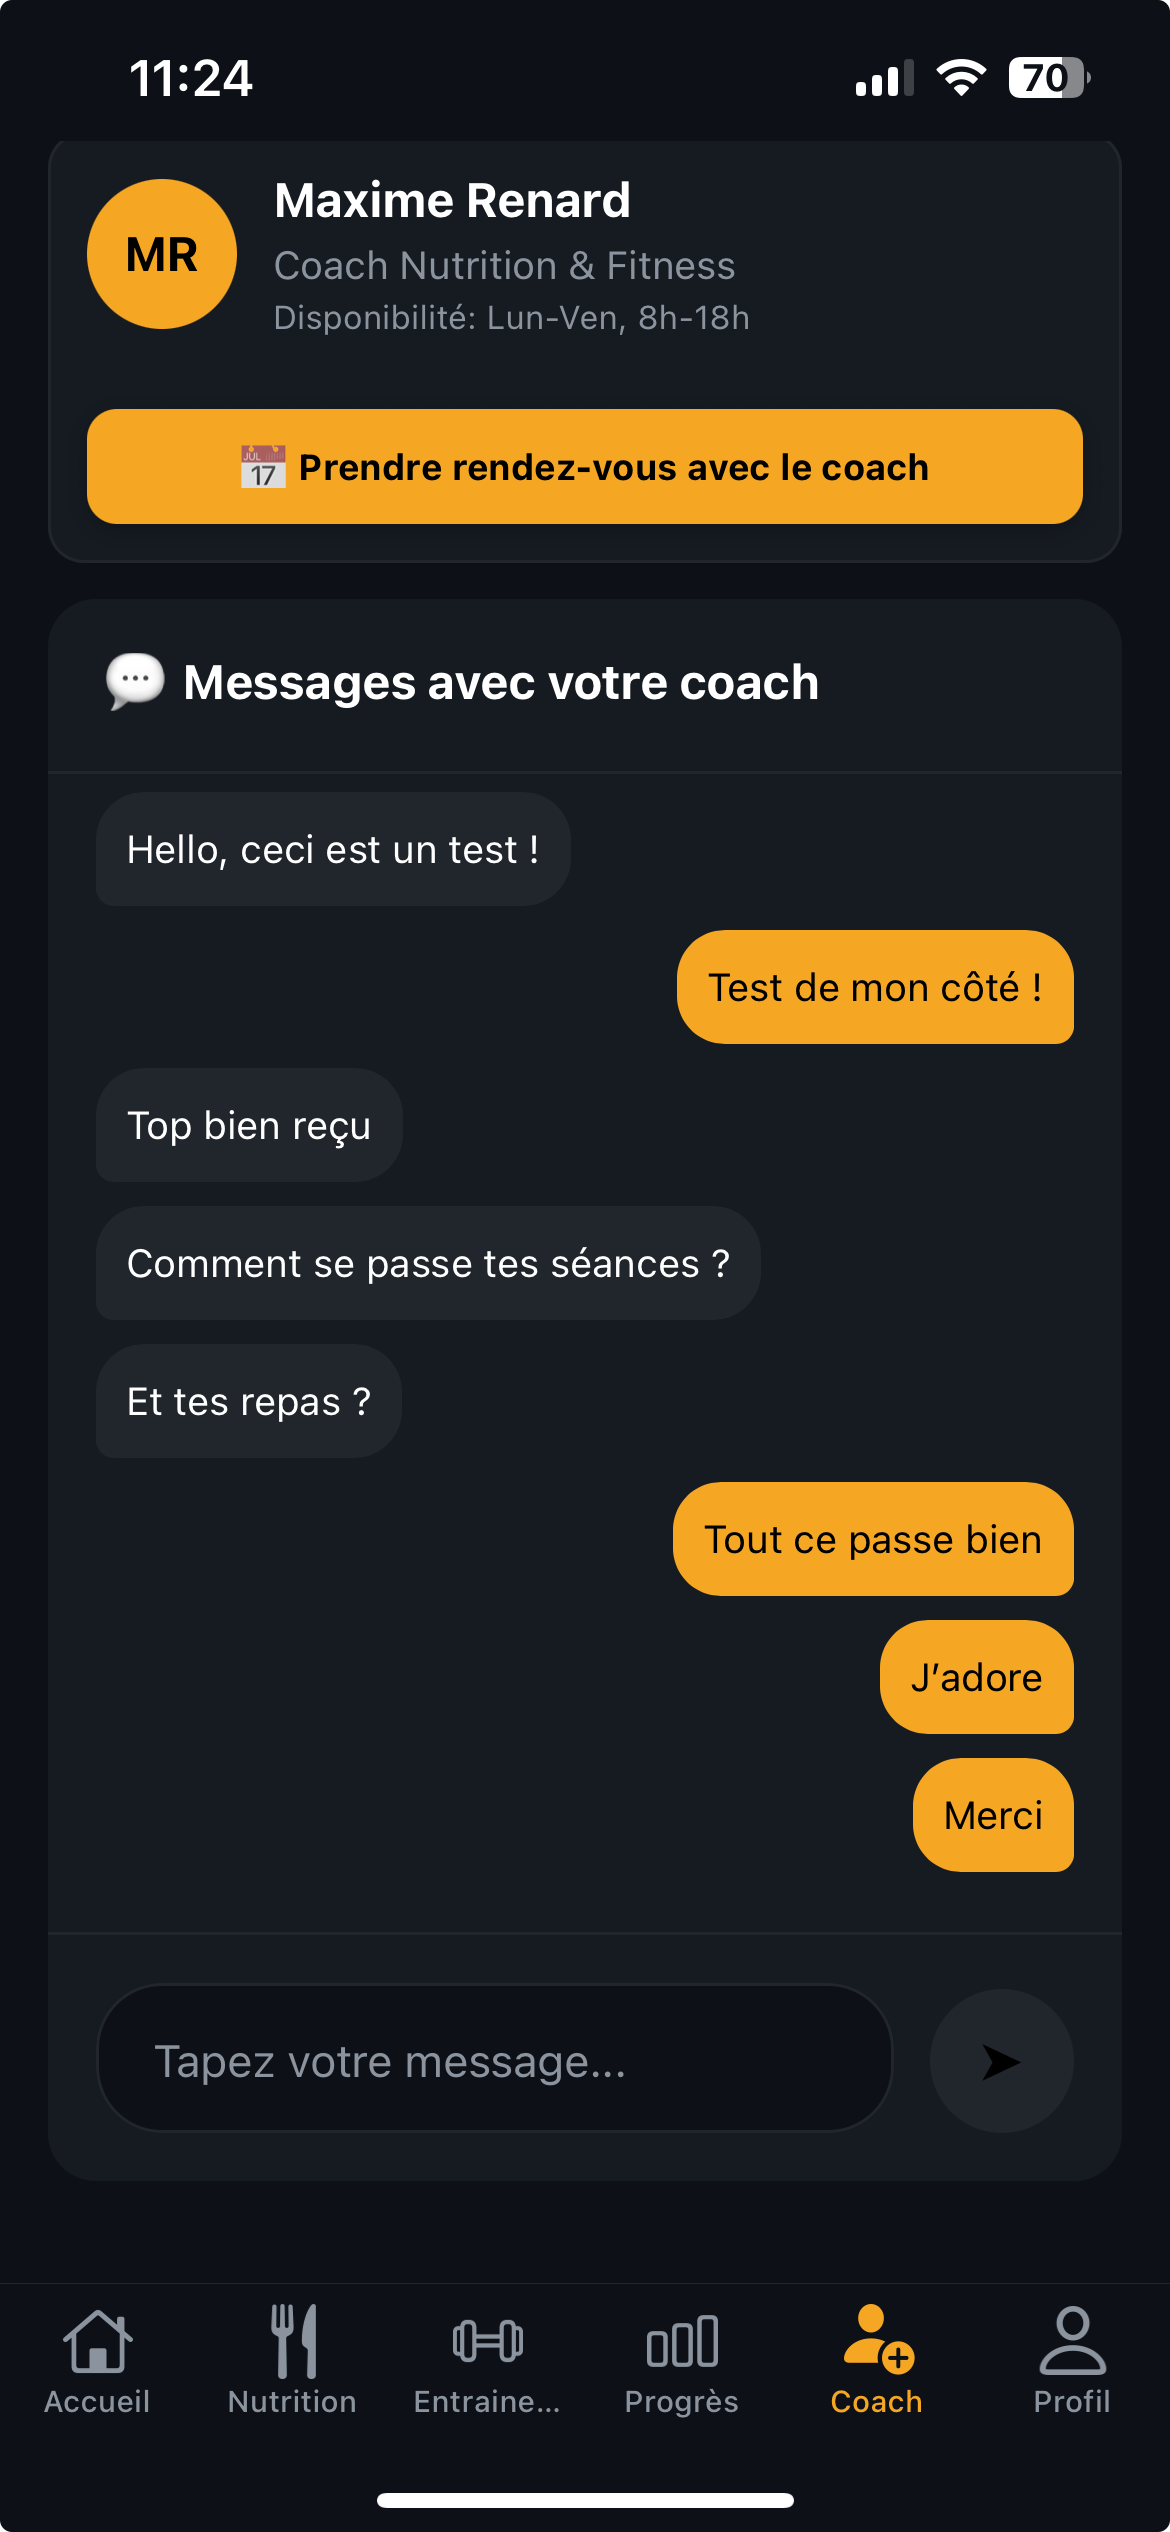 11:24
70
MR
Maxime Renard
Coach Nutrition & Fitness
Disponibilité: Lun-Ven, 8h-18h
JUL
17
Prendre rendez-vous avec le coach
Messages avec votre coach
Hello, ceci est un test !
Test de mon côté !
Top bien reçu
Comment se passe tes séances ?
Et tes repas ?
Tout ce passe bien
J’adore
Merci
Tapez votre message...
Accueil
Nutrition
Entraine...
Progrès
Coach
Profil